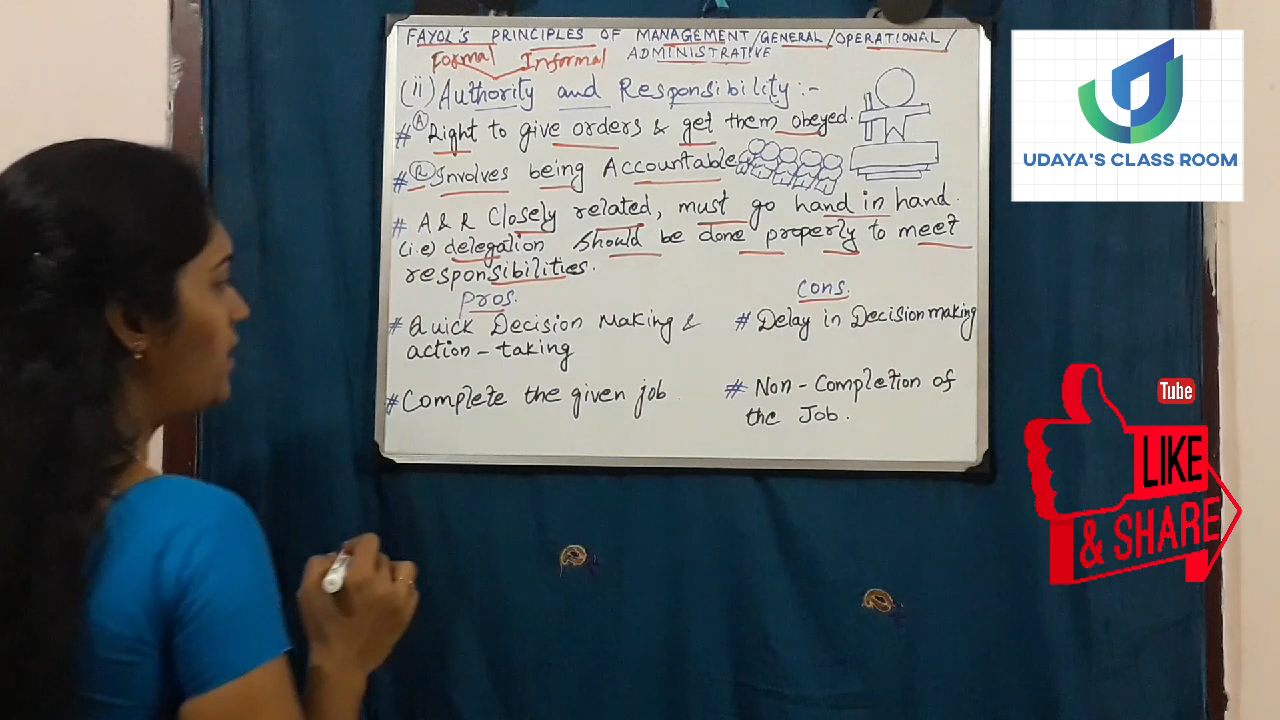 FAYOL'S PRINCIPLES OF MANAGEMENT/GENERAL/OPERATIONAL/
ADMINISTRATIVE
Formal Informal
(ii) Authority and Responsibility:-
# (A) Right to give orders & get them obeyed.
# (R) Involves being Accountable
# A & R Closely related, must go hand in hand.
(i.e) delegation should be done properly to meet
responsibilities.
Pros.
# Quick Decision Making &
action-taking
# Complete the given job
Cons.
# Delay in Decision making
# Non-Completion of
the Job.
UDAYA'S CLASS ROOM
Tube
LIKE
& SHARE